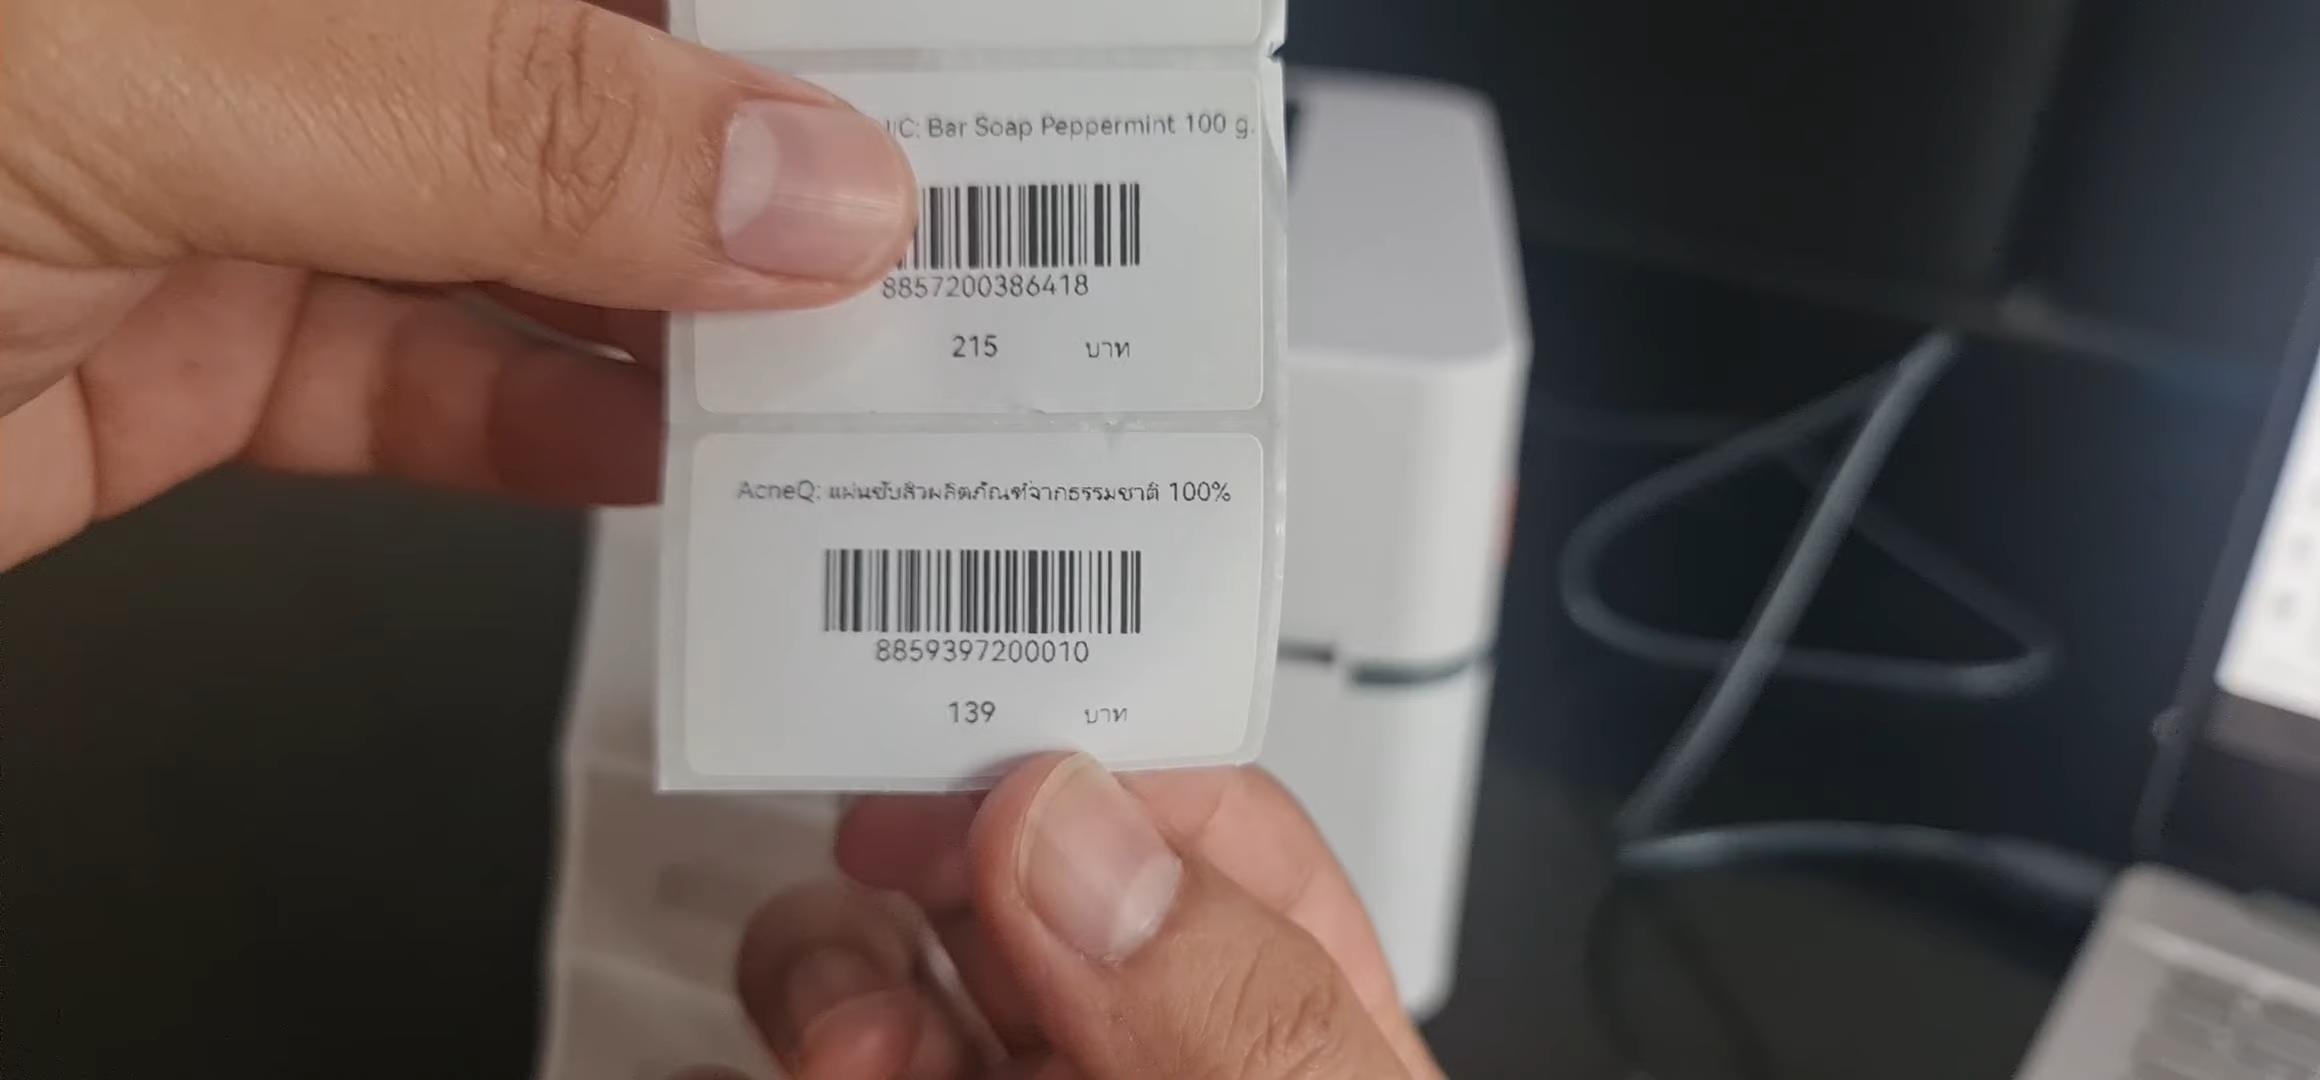 Bar Soap Peppermint 100 g.
8857200386418
215 บาท
AcneQ: แผ่นซับสิวผลิตภัณฑ์จากธรรมชาติ 100%
8859397200010
139 บาท